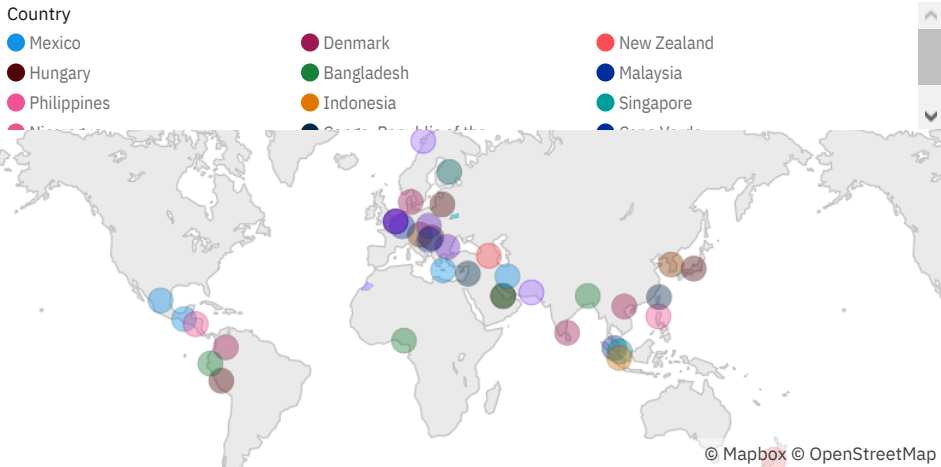 Country
Mexico Denmark New Zealand
Hungary Bangladesh Malaysia
Philippines Indonesia Singapore
© Mapbox © OpenStreetMap